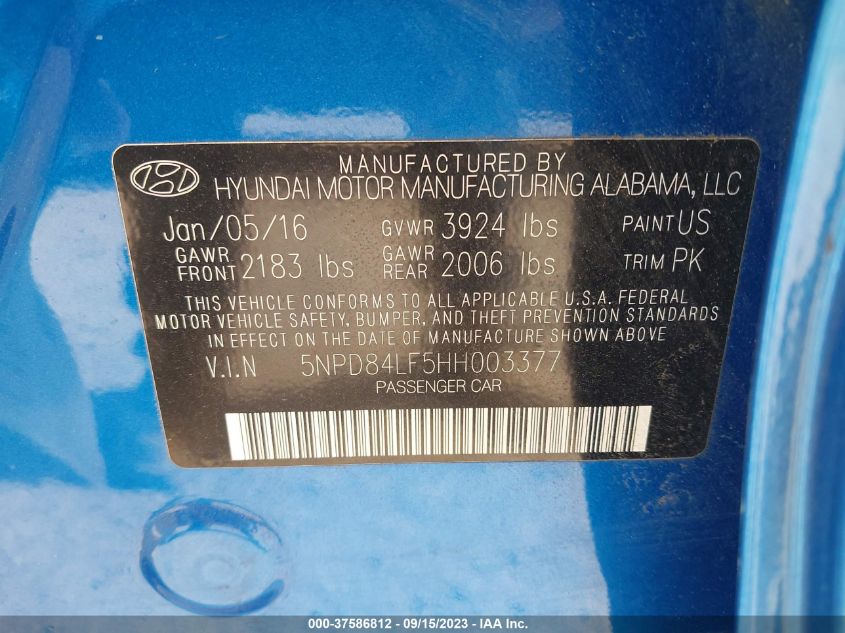 MANUFACTURED BY
HYUNDAI MOTOR MANUFACTURING ALABAMA, LLC
Jan/05/16 GVWR 3924 lbs PAINT US
GAWR FRONT 2183 lbs GAWR REAR 2006 lbs TRIM PK
THIS VEHICLE CONFORMS TO ALL APPLICABLE U.S.A. FEDERAL
MOTOR VEHICLE SAFETY, BUMPER, AND THEFT PREVENTION STANDARDS
IN EFFECT ON THE DATE OF MANUFACTURE SHOWN ABOVE
V.I.N 5NPD84LF5HH003377
PASSENGER CAR
000-37586812 - 09/15/2023 - IAA Inc.